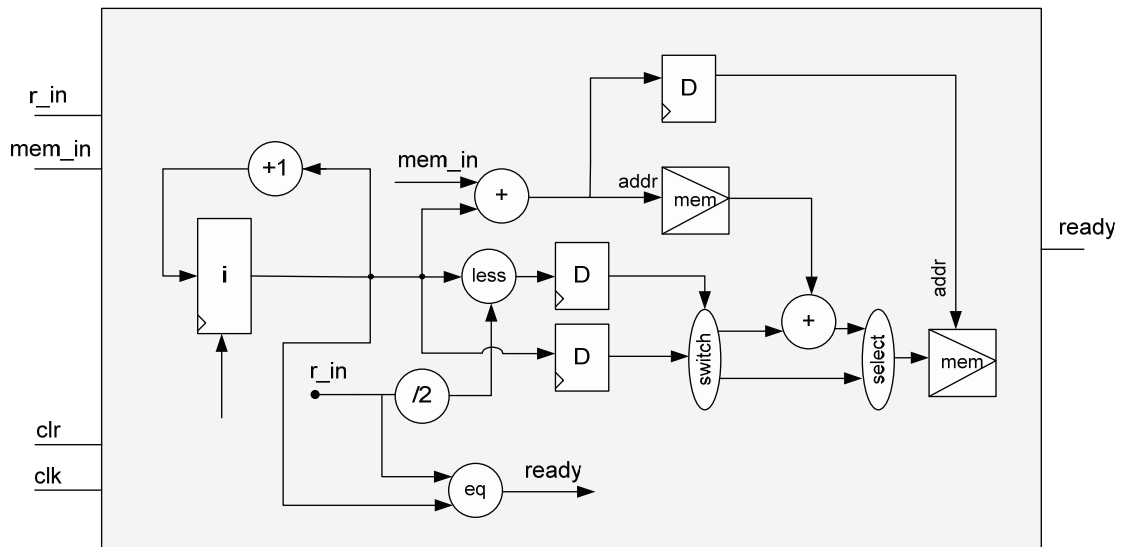 D
r_in
mem_in
+1
mem_in
+
addr
mem
ready
i
less
D
addr
+
D
switch
select
mem
r_in
/2
clr
clk
eq
ready